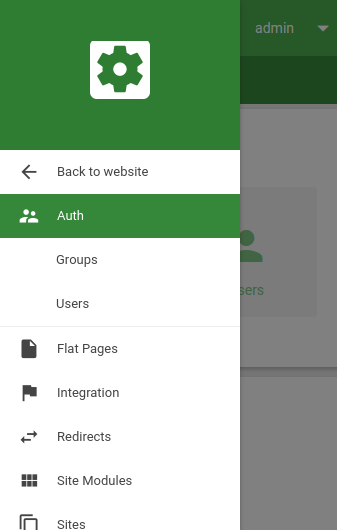 admin
Back to website
Auth
Groups
Users
sers
Flat Pages
Integration
Redirects
Site Modules
Sites